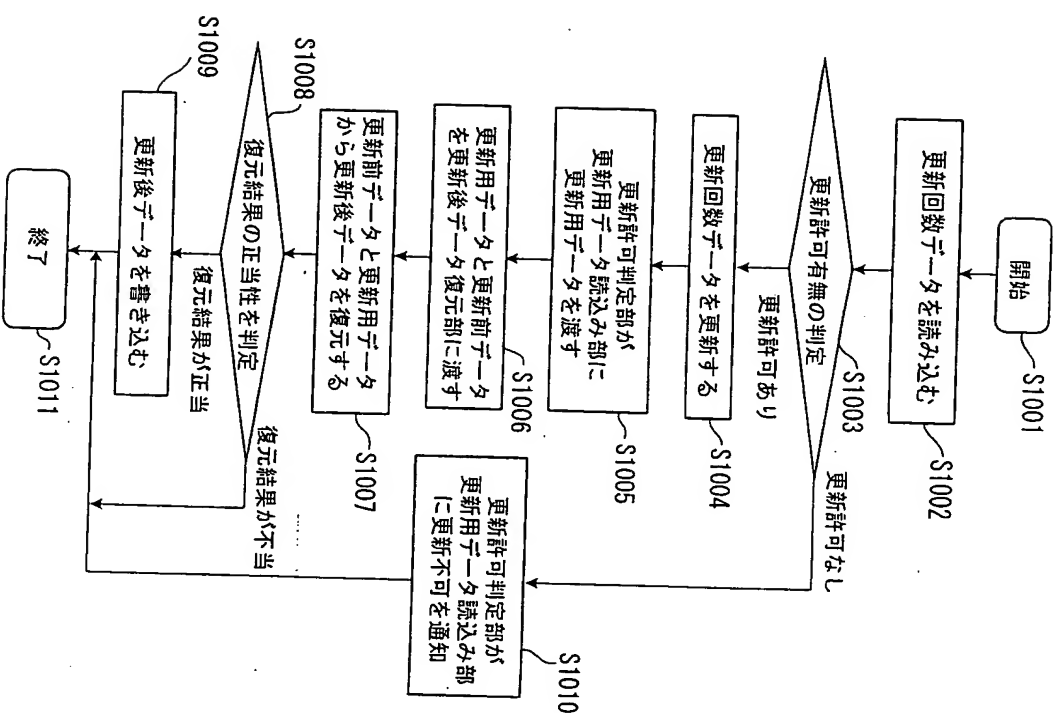 開始
S1001
更新回数データを読み込む
S1002
更新許可有無の判定
S1003
更新許可なし
更新許可あり
更新回数データを更新する
S1004
更新許可判定部が
更新用データ読込み部に
更新用データを渡す
S1005
更新用データと更新前データ
を更新後データ復元部に渡す
S1006
更新前データと更新用データ
から更新後データを復元する
S1007
復元結果の正当性を判定
S1008
復元結果が不当
復元結果が正当
更新後データを書き込む
S1009
更新許可判定部が
更新用データ読込み部
に更新不可を通知
S1010
終了
S1011